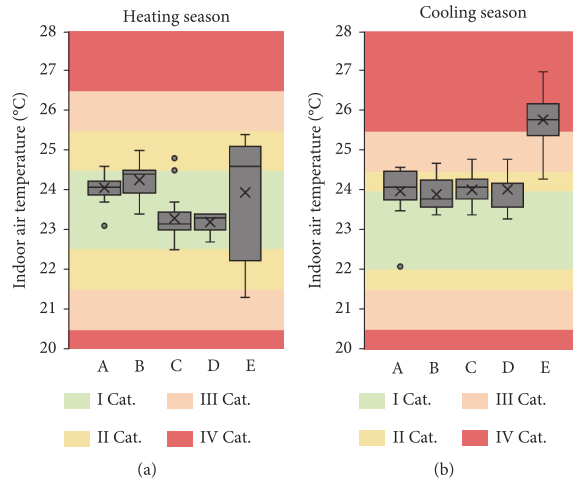 Heating season
Indoor air temperature (°C)
28
27
26
25
24
23
22
21
20
A B C D E
I Cat.
III Cat.
II Cat.
IV Cat.
(a)
Cooling season
Indoor air temperature (°C)
28
27
26
25
24
23
22
21
20
A B C D E
I Cat.
III Cat.
II Cat.
IV Cat.
(b)